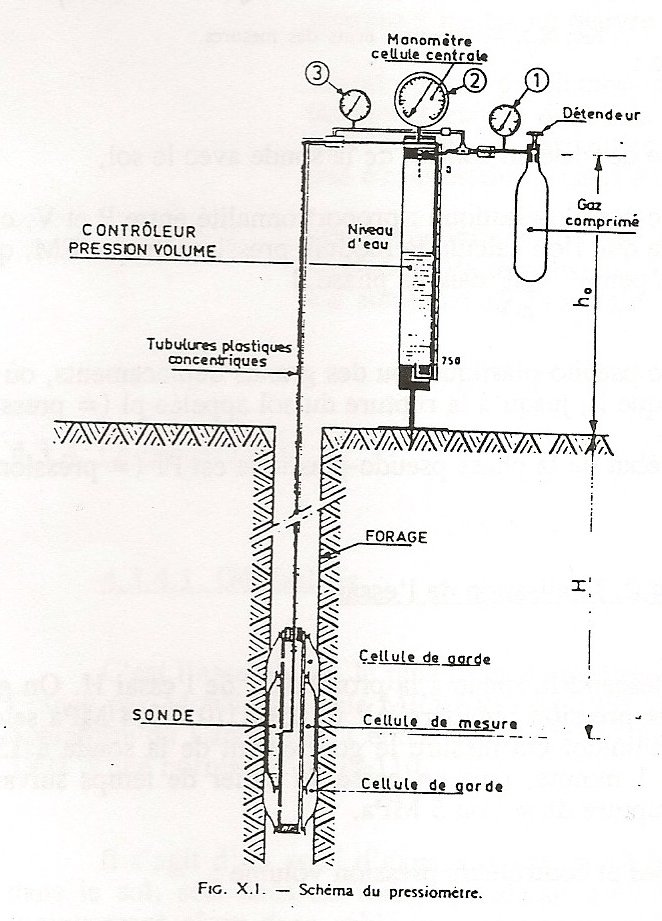 Manomètre
cellule centrale
3
2
1
Détendeur
Gaz
comprimé
CONTRÔLEUR
PRESSION VOLUME
Niveau
d'eau
h₀
Tubulures plastiques
concentriques
750
FORAGE
H
Cellule de garde
SONDE
Cellule de mesure
Cellule de garde
FIG. X.1. — Schéma du pressiomètre.